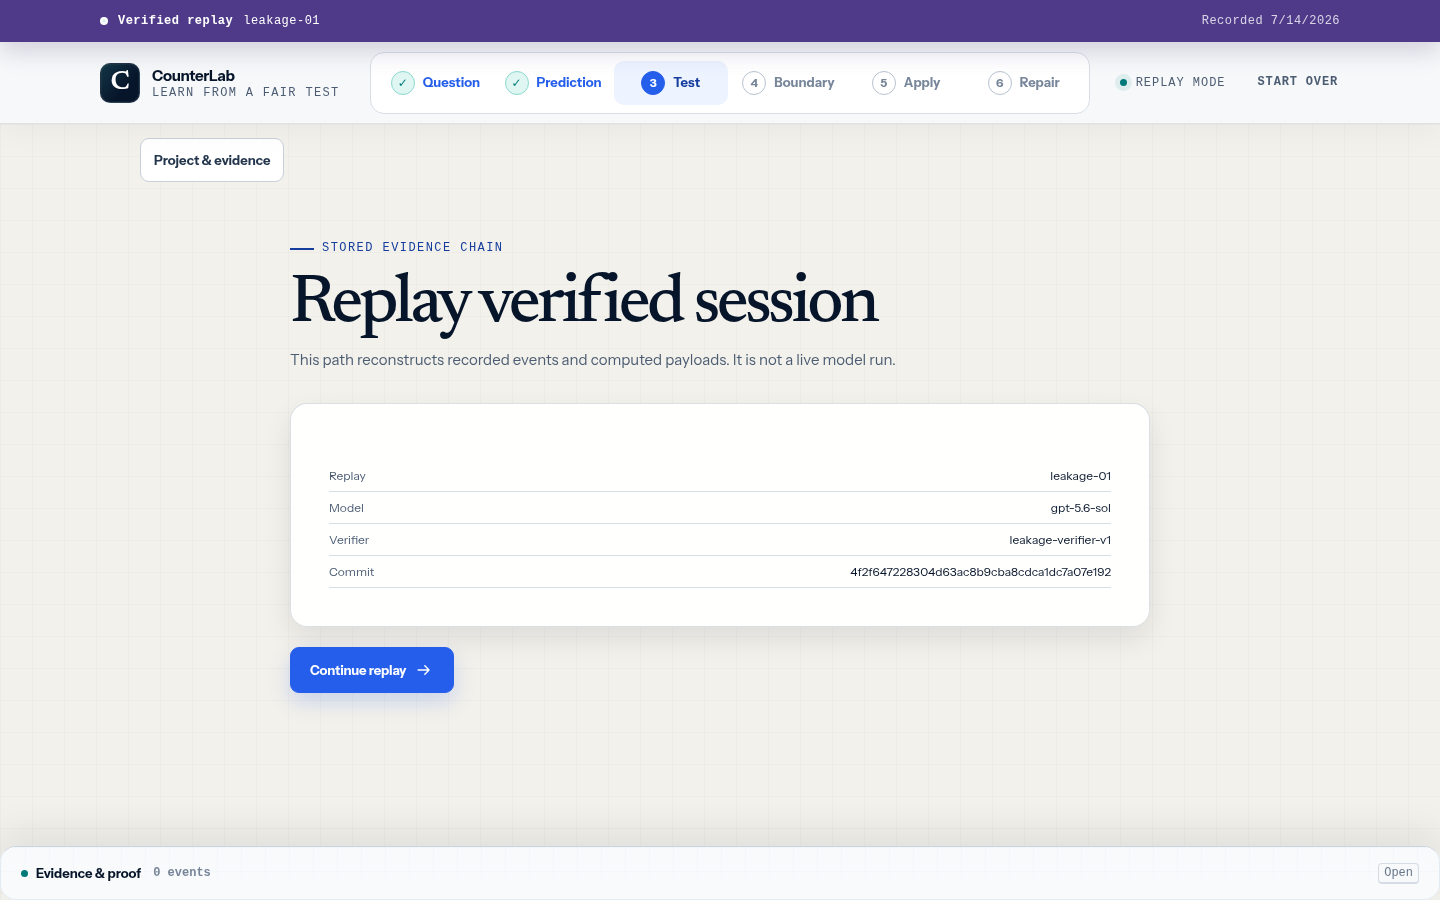 Verified replay leakage-01
Recorded 7/14/2026
C
CounterLab
LEARN FROM A FAIR TEST
✓ Question
✓ Prediction
3 Test
4 Boundary
5 Apply
6 Repair
REPLAY MODE
START OVER
Project & evidence
STORED EVIDENCE CHAIN
Replay verified session
This path reconstructs recorded events and computed payloads. It is not a live model run.
Replay leakage-01
Model gpt-5.6-sol
Verifier leakage-verifier-v1
Commit 4f2f647228304d63ac8b9cba8cdca1dc7a07e192
Continue replay →
Evidence & proof 0 events
Open